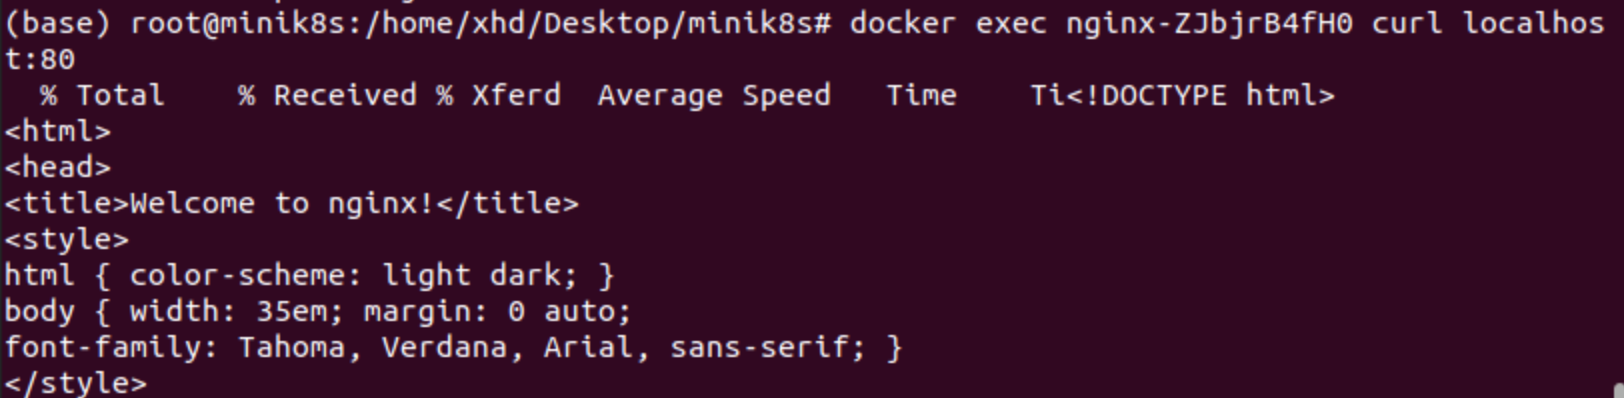 (base) root@minik8s:/home/xhd/Desktop/minik8s# docker exec nginx-ZJbjrB4fH0 curl localhos
t:80
  % Total    % Received % Xferd  Average Speed   Time    Ti<!DOCTYPE html>
<html>
<head>
<title>Welcome to nginx!</title>
<style>
html { color-scheme: light dark; }
body { width: 35em; margin: 0 auto;
font-family: Tahoma, Verdana, Arial, sans-serif; }
</style>